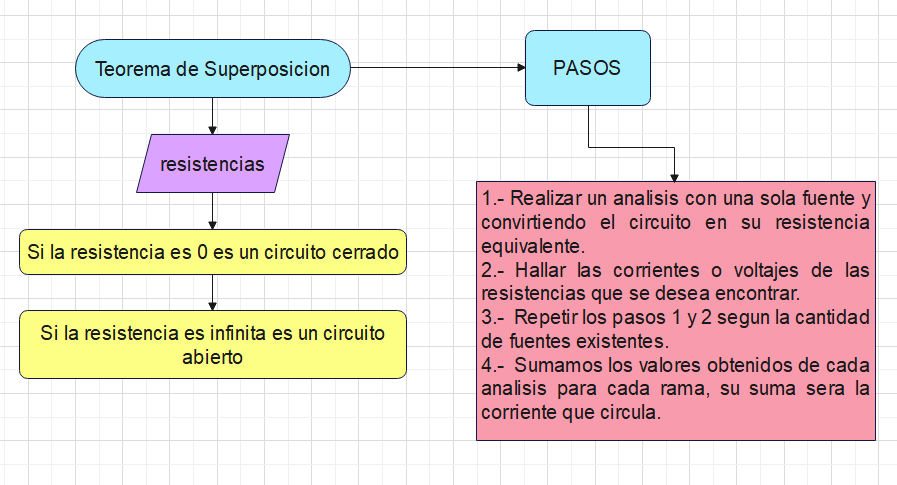 Teorema de Superposicion
PASOS
resistencias
Si la resistencia es 0 es un circuito cerrado
Si la resistencia es infinita es un circuito
abierto
1.- Realizar un analisis con una sola fuente y
convirtiendo el circuito en su resistencia
equivalente.
2.- Hallar las corrientes o voltajes de las
resistencias que se desea encontrar.
3.- Repetir los pasos 1 y 2 segun la cantidad
de fuentes existentes.
4.- Sumamos los valores obtenidos de cada
analisis para cada rama, su suma sera la
corriente que circula.